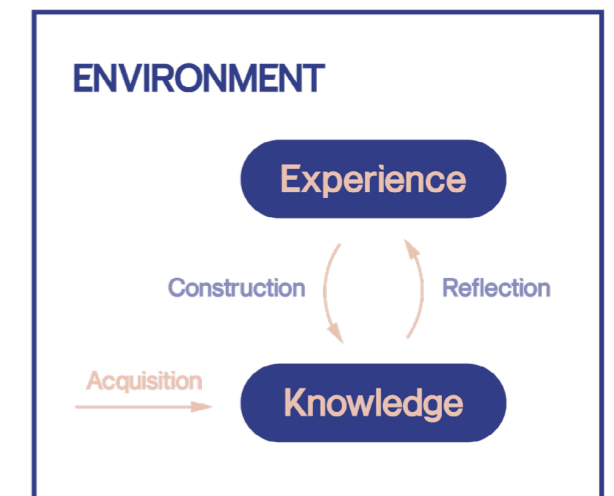 ENVIRONMENT
Experience
Construction
Reflection
Acquisition
Knowledge